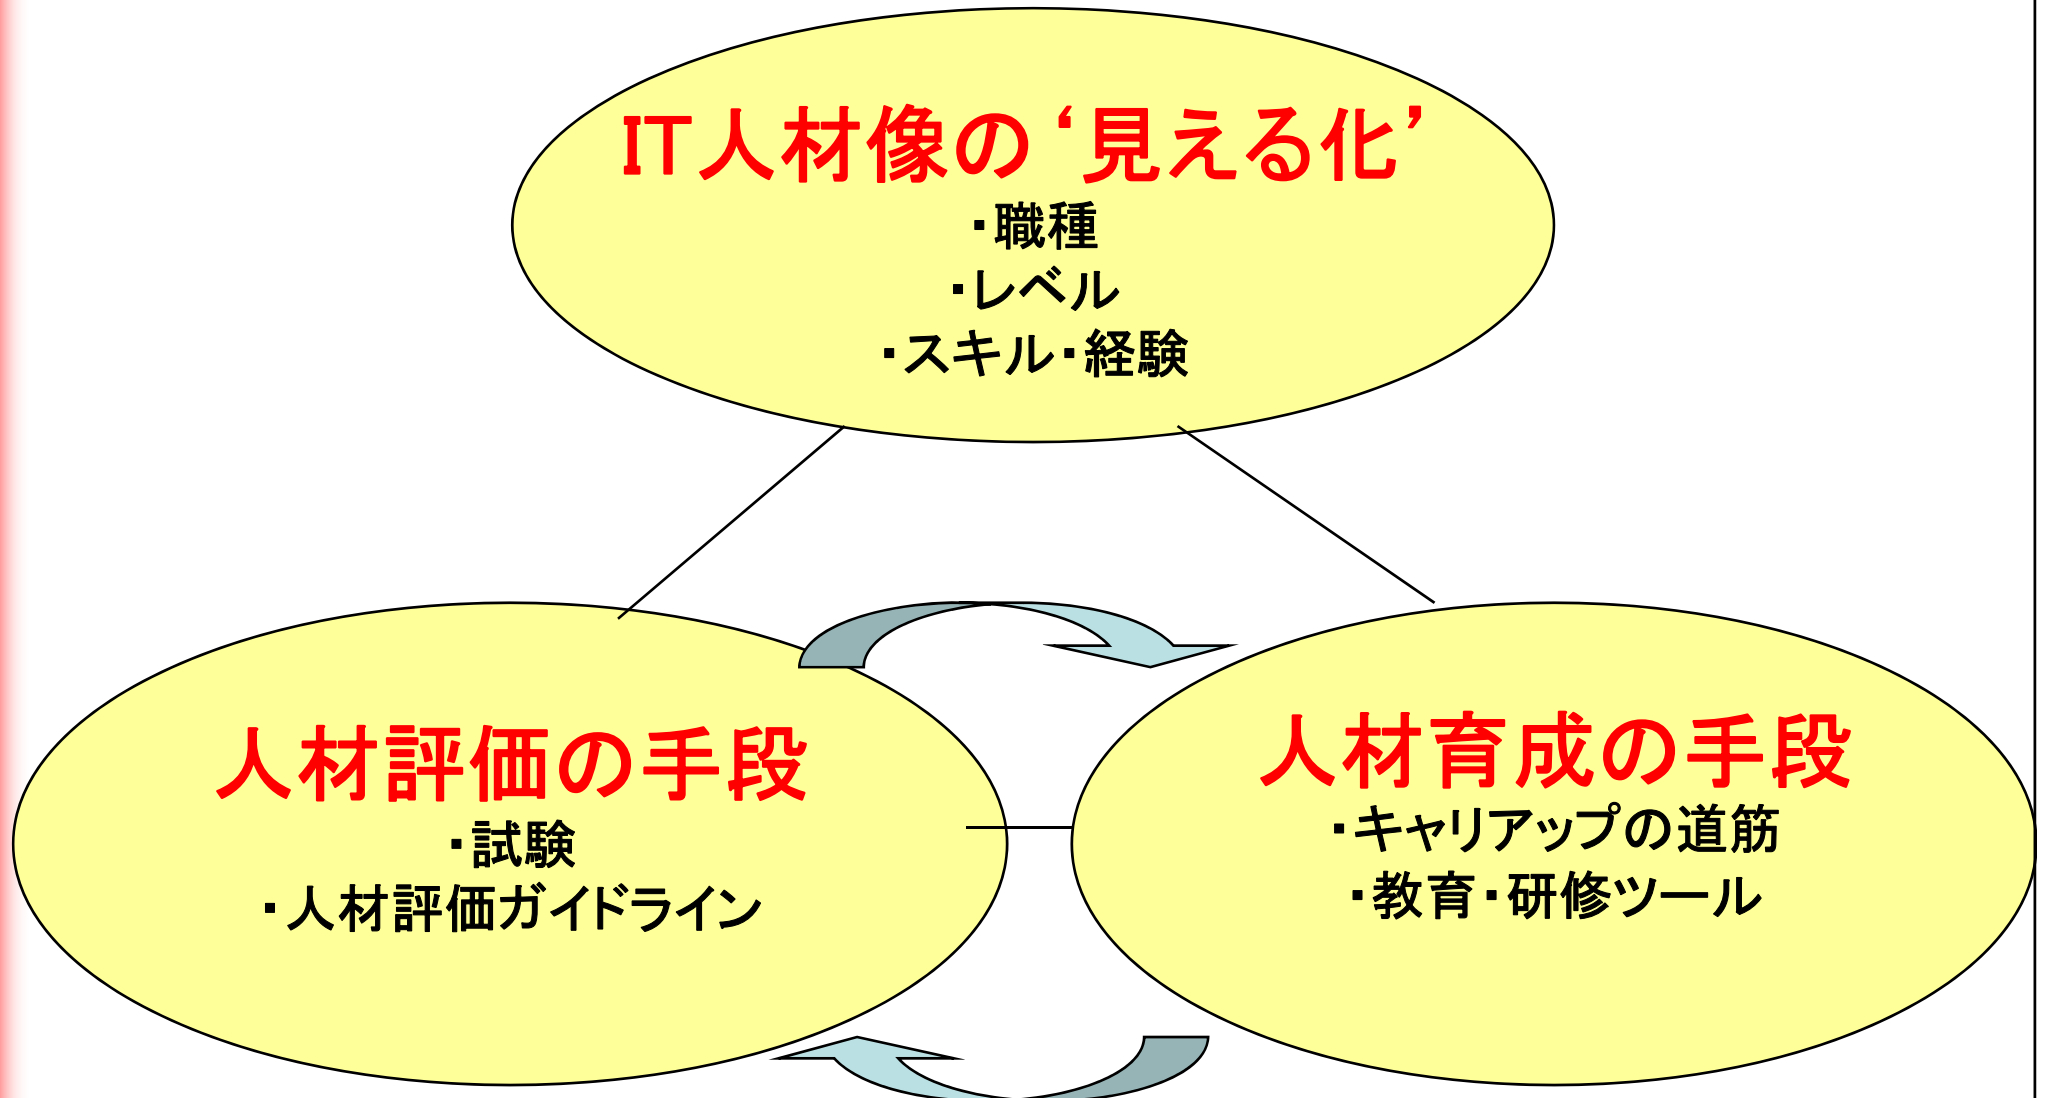 IT人材像の‘見える化’
・職種
・レベル
・スキル・経験
人材評価の手段
・試験
・人材評価ガイドライン
人材育成の手段
・キャリアップの道筋
・教育・研修ツール